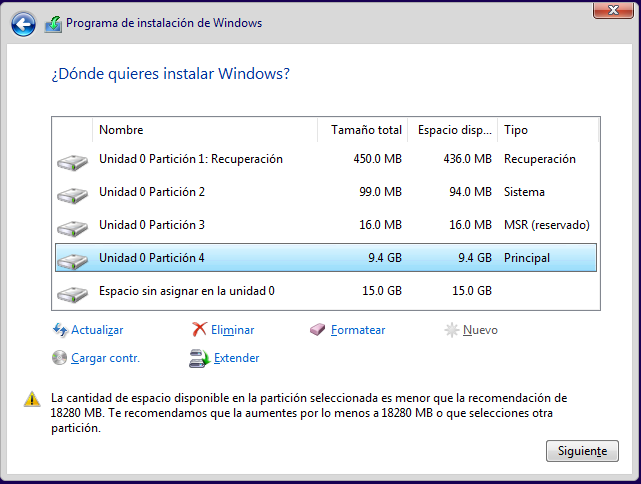 Programa de instalación de Windows
¿Dónde quieres instalar Windows?
Nombre Tamaño total Espacio disp... Tipo
Unidad 0 Partición 1: Recuperación 450.0 MB 436.0 MB Recuperación
Unidad 0 Partición 2 99.0 MB 94.0 MB Sistema
Unidad 0 Partición 3 16.0 MB 16.0 MB MSR (reservado)
Unidad 0 Partición 4 9.4 GB 9.4 GB Principal
Espacio sin asignar en la unidad 0 15.0 GB 15.0 GB
Actualizar Eliminar Formatear Nuevo
Cargar contr. Extender
La cantidad de espacio disponible en la partición seleccionada es menor que la recomendación de
18280 MB. Te recomendamos que la aumentes por lo menos a 18280 MB o que selecciones otra
partición.
Siguiente